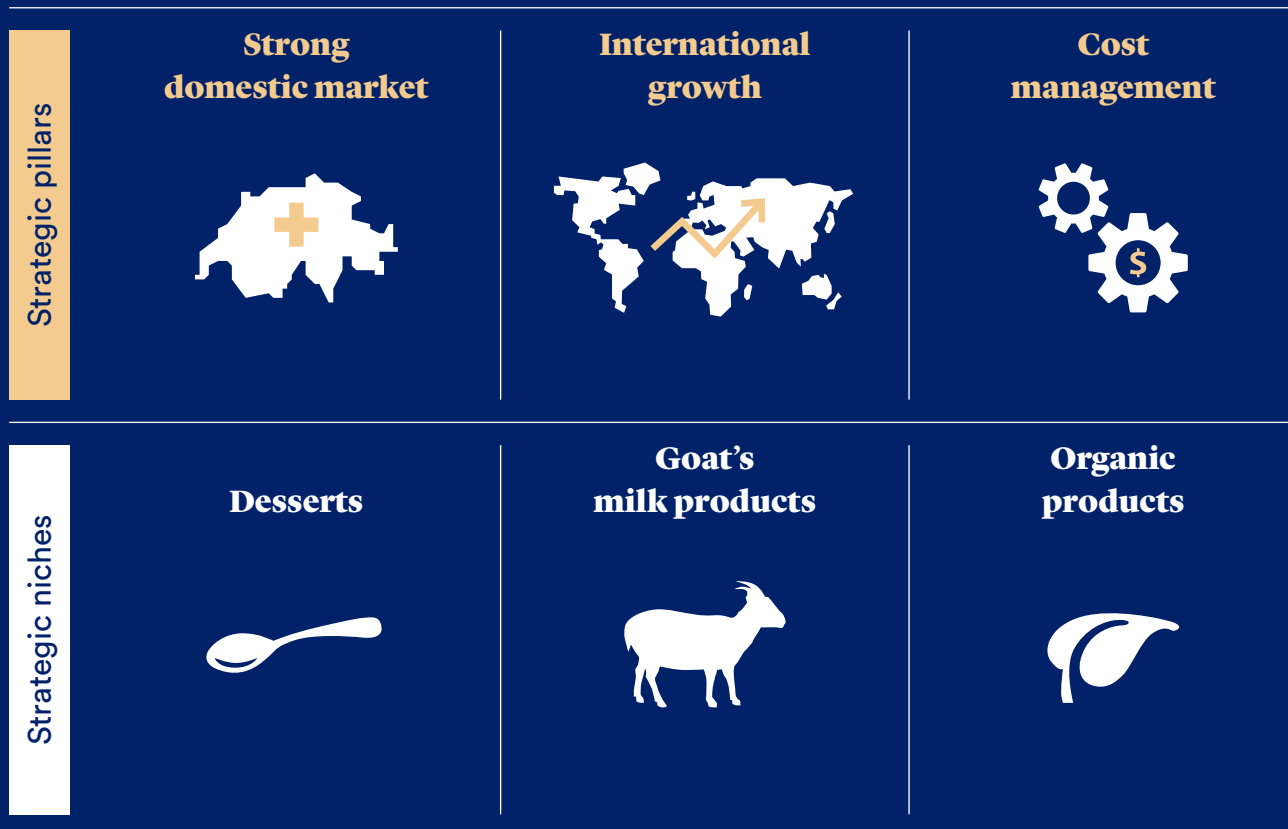 Strategic pillars
Strong
domestic market
International
growth
Cost
management
$
Strategic niches
Desserts
Goat’s
milk products
Organic
products